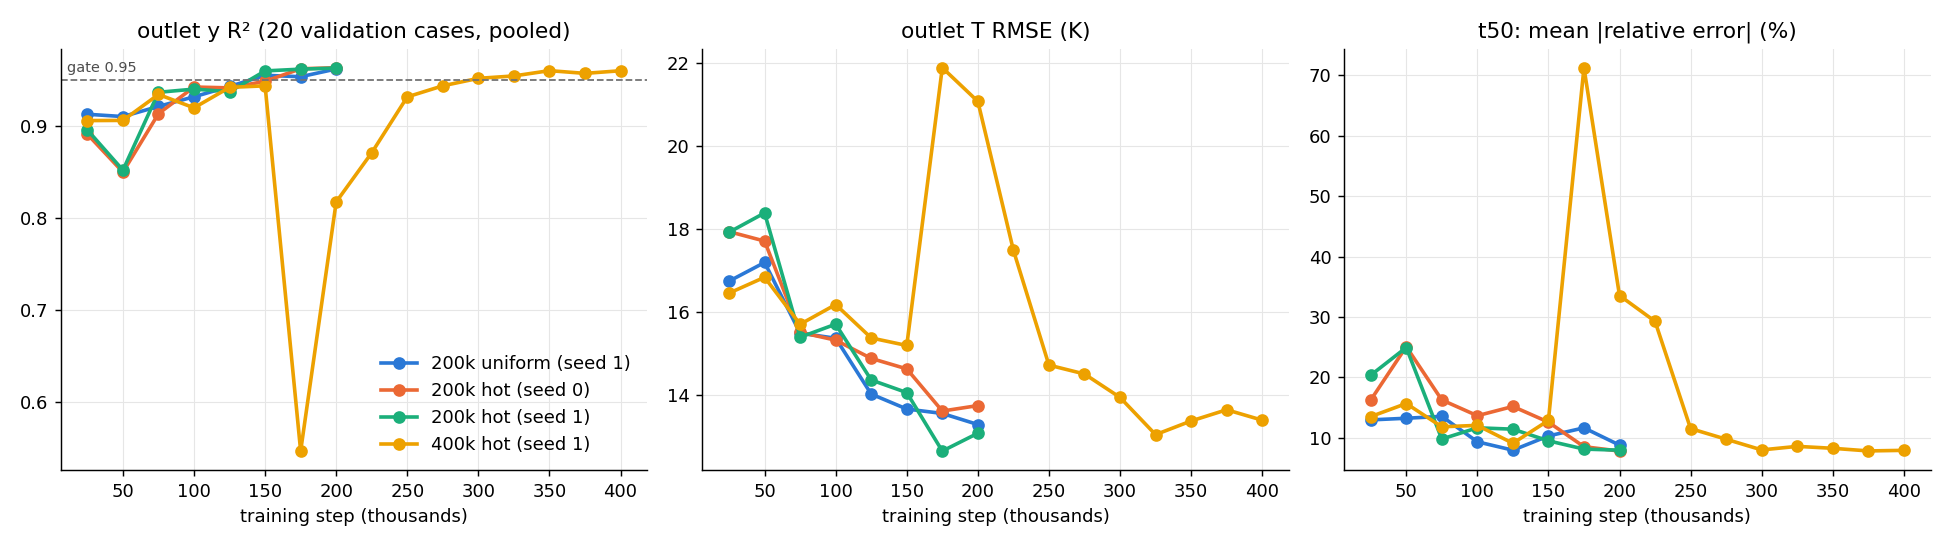 outlet y R² (20 validation cases, pooled)
gate 0.95
0.9
0.8
0.7
0.6
200k uniform (seed 1)
200k hot (seed 0)
200k hot (seed 1)
400k hot (seed 1)
50 100 150 200 250 300 350 400
training step (thousands)
outlet T RMSE (K)
22
20
18
16
14
50 100 150 200 250 300 350 400
training step (thousands)
t50: mean |relative error| (%)
70
60
50
40
30
20
10
50 100 150 200 250 300 350 400
training step (thousands)